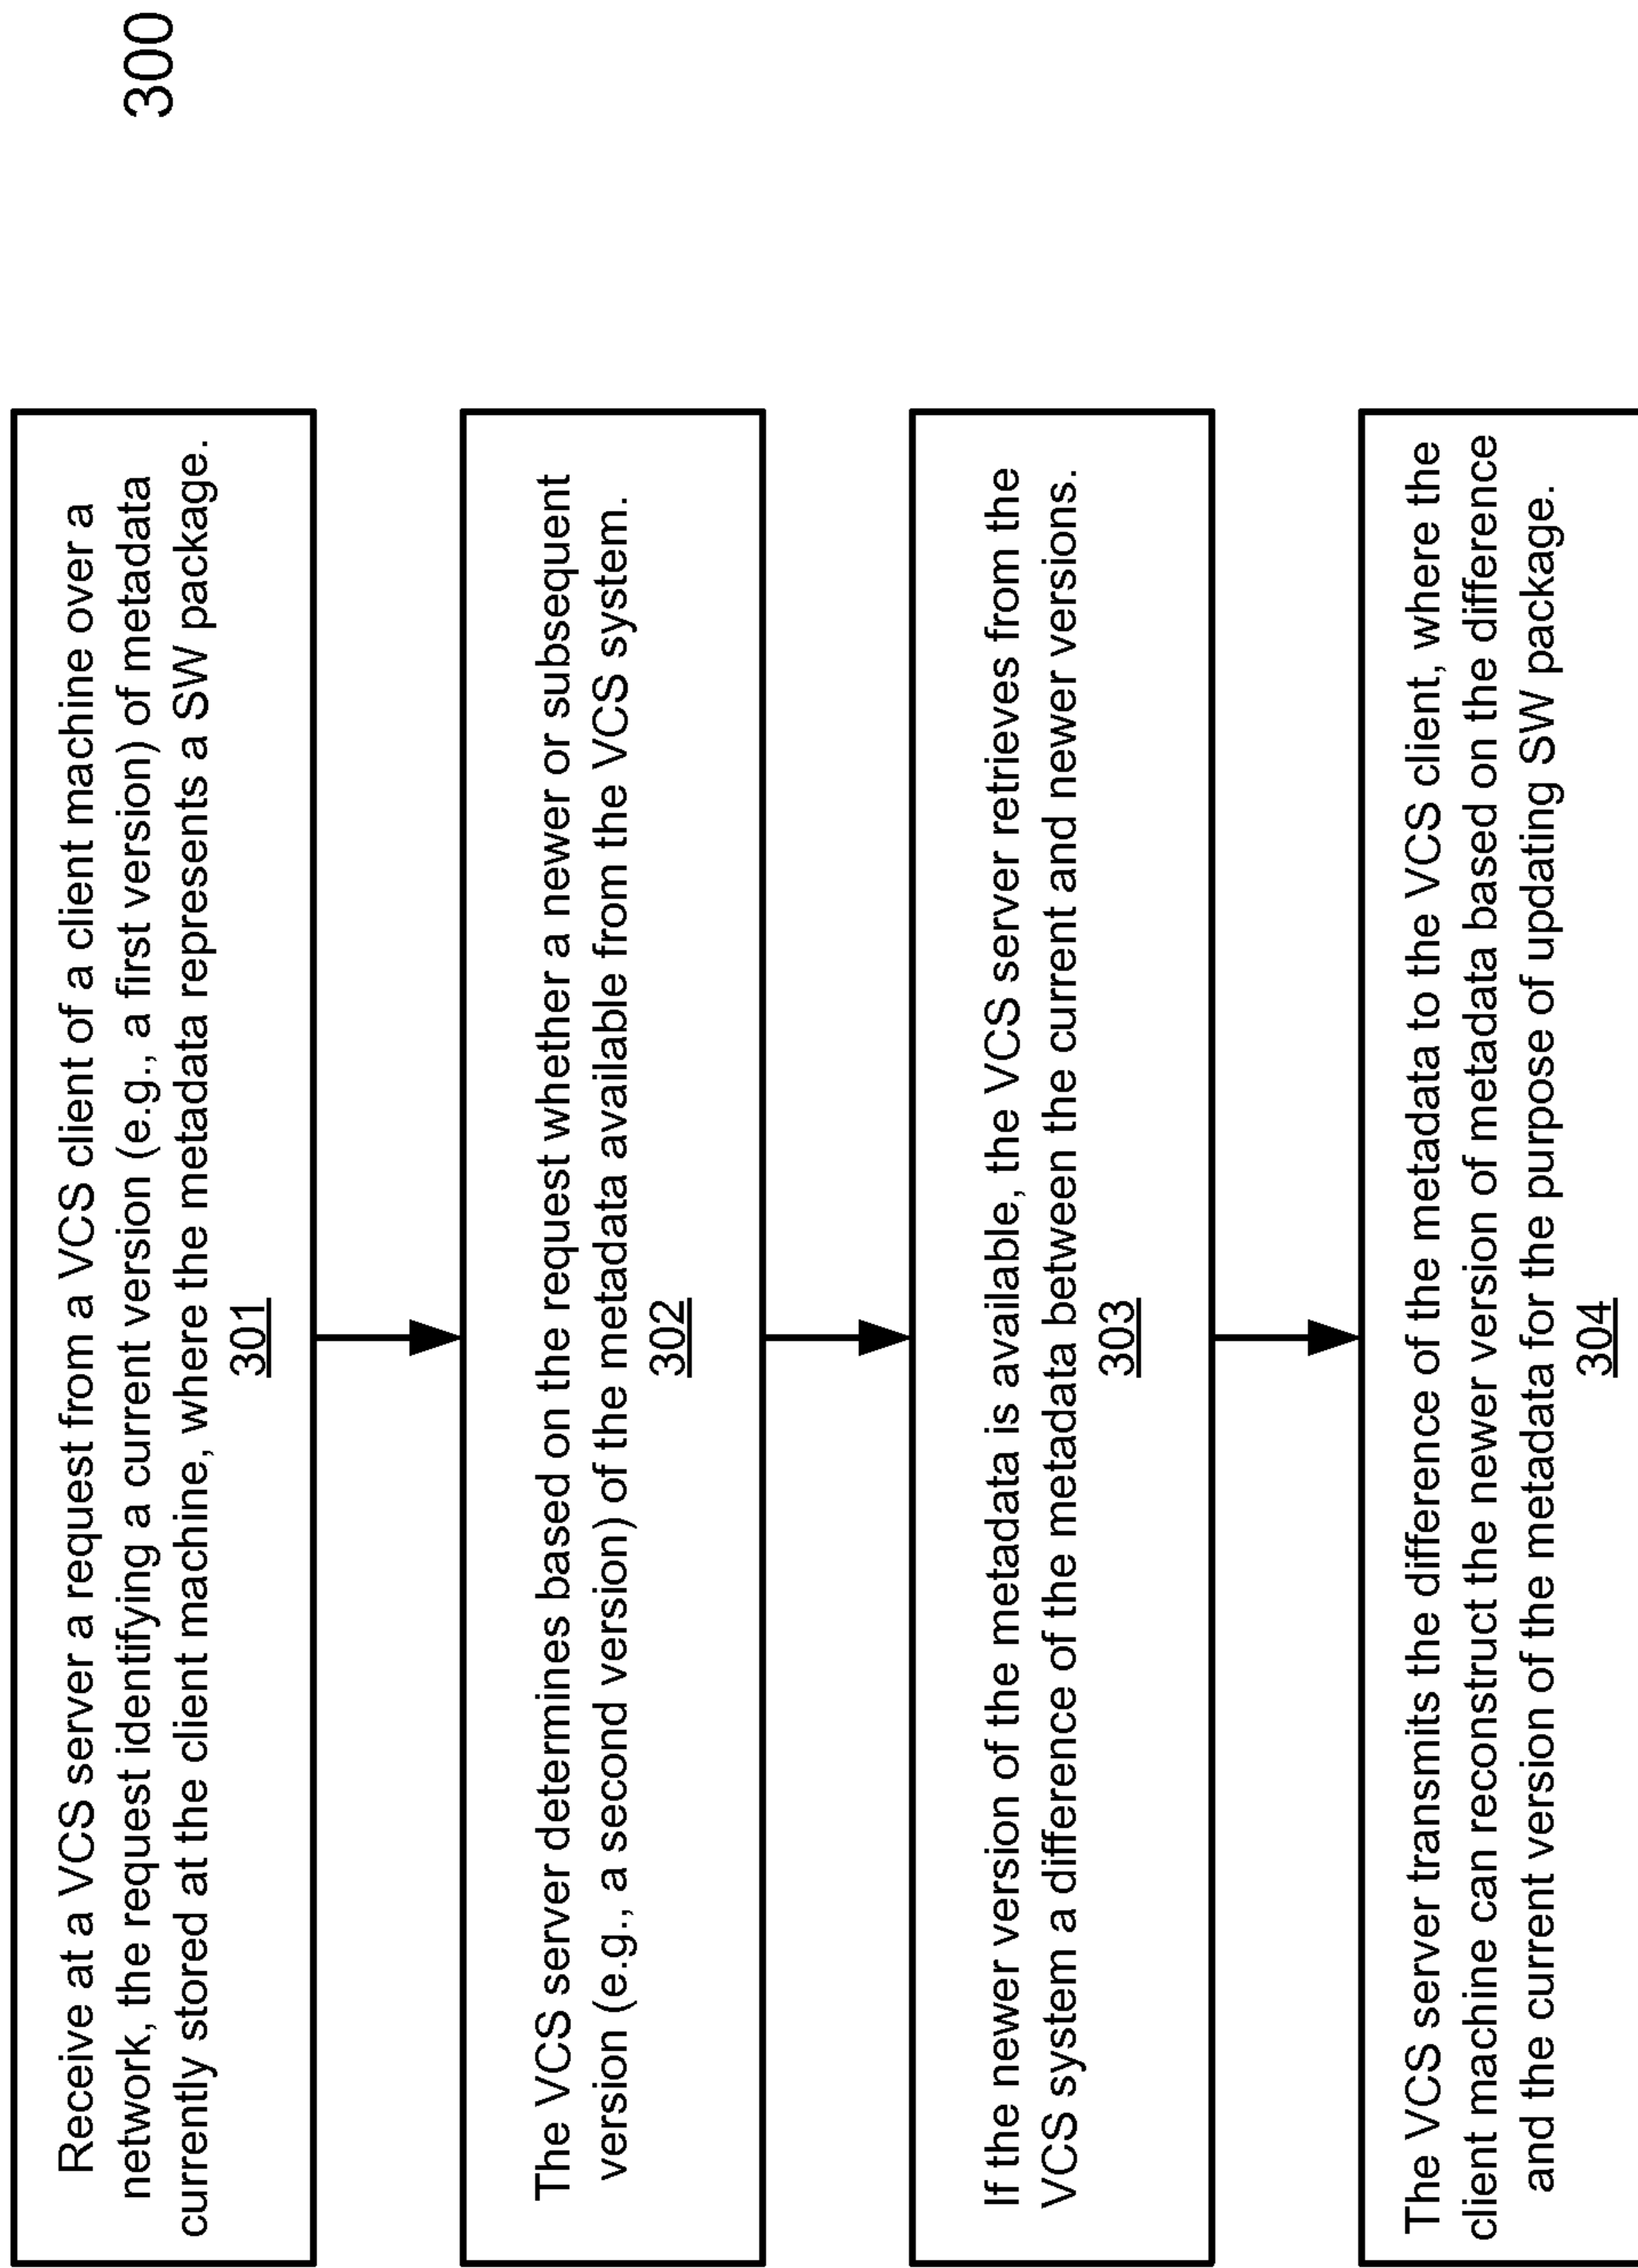 300
Receive at a VCS server a request from a VCS client of a client machine over a
network, the request identifying a current version (e.g., a first version) of metadata
currently stored at the client machine, where the metadata represents a SW package.
301
The VCS server determines based on the request whether a newer or subsequent
version (e.g., a second version) of the metadata available from the VCS system.
302
If the newer version of the metadata is available, the VCS server retrieves from the
VCS system a difference of the metadata between the current and newer versions.
303
The VCS server transmits the difference of the metadata to the VCS client, where the
client machine can reconstruct the newer version of metadata based on the difference
and the current version of the metadata for the purpose of updating SW package.
304